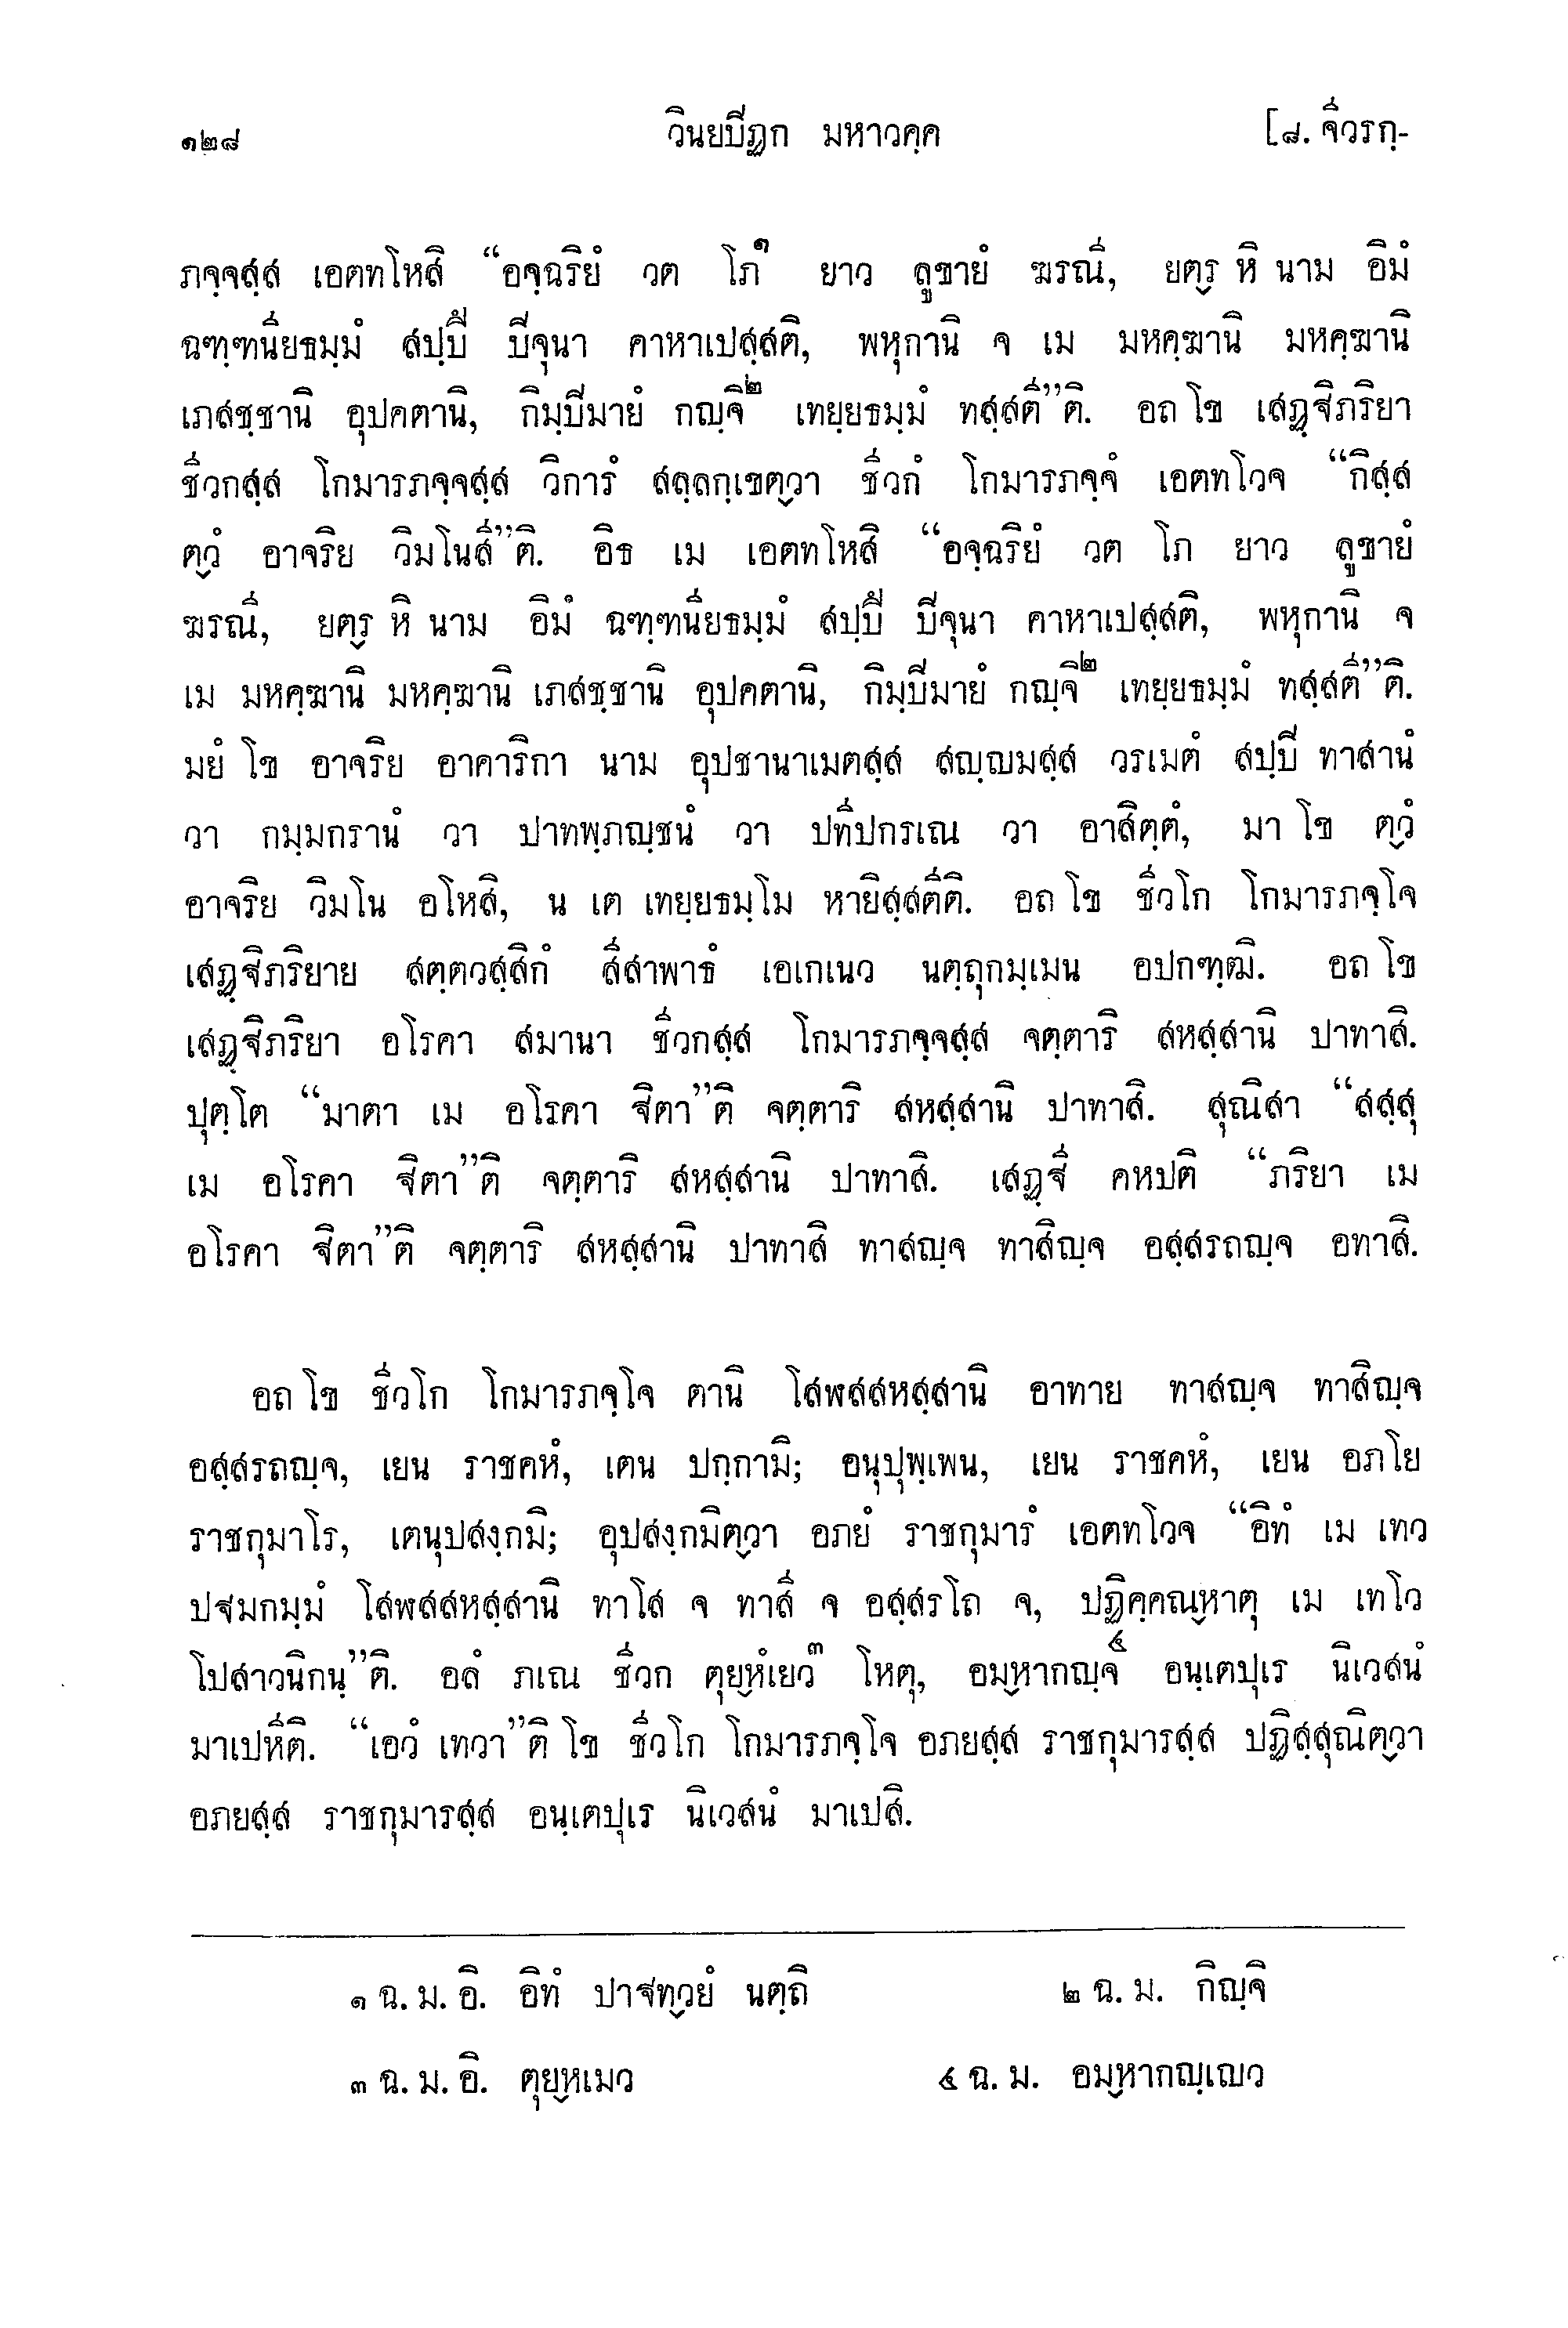 ๑๒๘ วินยปิฏก มหาวคฺค [๘. จีวรกฺ-
ภจฺจสฺส เอตทโหสิ “อจฺฉริยํ วต โภ๑ ยาว ลูขายํ ฆรณี, ยตฺร หิ นาม อิมํ
ฉฑฺฑนียธมฺมํ สปฺปึ ปิจุนา คาหาเปสฺสติ, พหุกานิ จ เม มหคฺฆานิ มหคฺฆานิ
เภสชฺชานิ อุปคตานิ, กิมฺปิมายํ กญฺจิ๒ เทยฺยธมฺมํ ทสฺสตี”ติ. อถ โข เสฏฺฐิภริยา
ชีวกสฺส โกมารภจฺจสฺส วิการํ สลฺลกฺเขตฺวา ชีวกํ โกมารภจฺจํ เอตทโวจ “กิสฺส
ตฺวํ อาจริย วิมโนสี”ติ. อิธ เม เอตทโหสิ “อจฺฉริยํ วต โภ ยาว ลูขายํ
ฆรณี, ยตฺร หิ นาม อิมํ ฉฑฺฑนียธมฺมํ สปฺปึ ปิจุนา คาหาเปสฺสติ, พหุกานิ จ
เม มหคฺฆานิ มหคฺฆานิ เภสชฺชานิ อุปคตานิ, กิมฺปิมายํ กญฺจิ๒ เทยฺยธมฺมํ ทสฺสตี”ติ.
มยํ โข อาจริย อาคาริกา นาม อุปชานาเมตสฺส สญฺญมสฺส วรเมตํ สปฺปิ ทาสานํ
วา กมฺมกรานํ วา ปาทพฺภญฺชนํ วา ปทีปกรเณ วา อาสิตฺตํ, มา โข ตฺวํ
อาจริย วิมโน อโหสิ, น เต เทยฺยธมฺโม หายิสฺสตีติ. อถ โข ชีวโก โกมารภจฺโจ
เสฏฺฐิภริยาย สตฺตวสฺสิกํ สีสาพาธํ เอเกเนว นตฺถุกมฺเมน อปกฑฺฒิ. อถ โข
เสฏฺฐิภริยา อโรคา สมานา ชีวกสฺส โกมารภจฺจสฺส จตฺตาริ สหสฺสานิ ปาทาสิ.
ปุตฺโต “มาตา เม อโรคา ฐิตา”ติ จตฺตาริ สหสฺสานิ ปาทาสิ. สุณิสา “สสฺสุ
เม อโรคา ฐิตา”ติ จตฺตาริ สหสฺสานิ ปาทาสิ. เสฏฺฐี คหปติ “ภริยา เม
อโรคา ฐิตา”ติ จตฺตาริ สหสฺสานิ ปาทาสิ ทาสญฺจ ทาสิญฺจ อสฺสรถญฺจ อทาสิ.
อถ โข ชีวโก โกมารภจฺโจ ตานิ โสฬสสหสฺสานิ อาทาย ทาสญฺจ ทาสิญฺจ
อสฺสรถญฺจ, เยน ราชคหํ, เตน ปกฺกามิ; อนุปุพฺเพน, เยน ราชคหํ, เยน อภโย
ราชกุมาโร, เตนุปสงฺกมิ; อุปสงฺกมิตฺวา อภยํ ราชกุมารํ เอตทโวจ “อิทํ เม เทว
ปฐมกมฺมํ โสฬสสหสฺสานิ ทาโส จ ทาสี จ อสฺสรโถ จ, ปฏิคฺคณฺหาตุ เม เทโว
โปสาวนิกนฺ”ติ. อลํ ภเณ ชีวก ตุยฺหํเยว๓ โหตุ, อมฺหากญฺจ๔ อนฺเตปุเร นิเวสนํ
มาเปหีติ. “เอวํ เทวา”ติ โข ชีวโก โกมารภจฺโจ อภยสฺส ราชกุมารสฺส ปฏิสฺสุณิตฺวา
อภยสฺส ราชกุมารสฺส อนฺเตปุเร นิเวสนํ มาเปสิ.
๑ ฉ. ม. อิ. อิทํ ปาฐทฺวยํ นตฺถิ ๒ ฉ. ม. กิญฺจิ
๓ ฉ. ม. อิ. ตุยฺหเมว ๔ ฉ. ม. อมฺหากญฺเญว